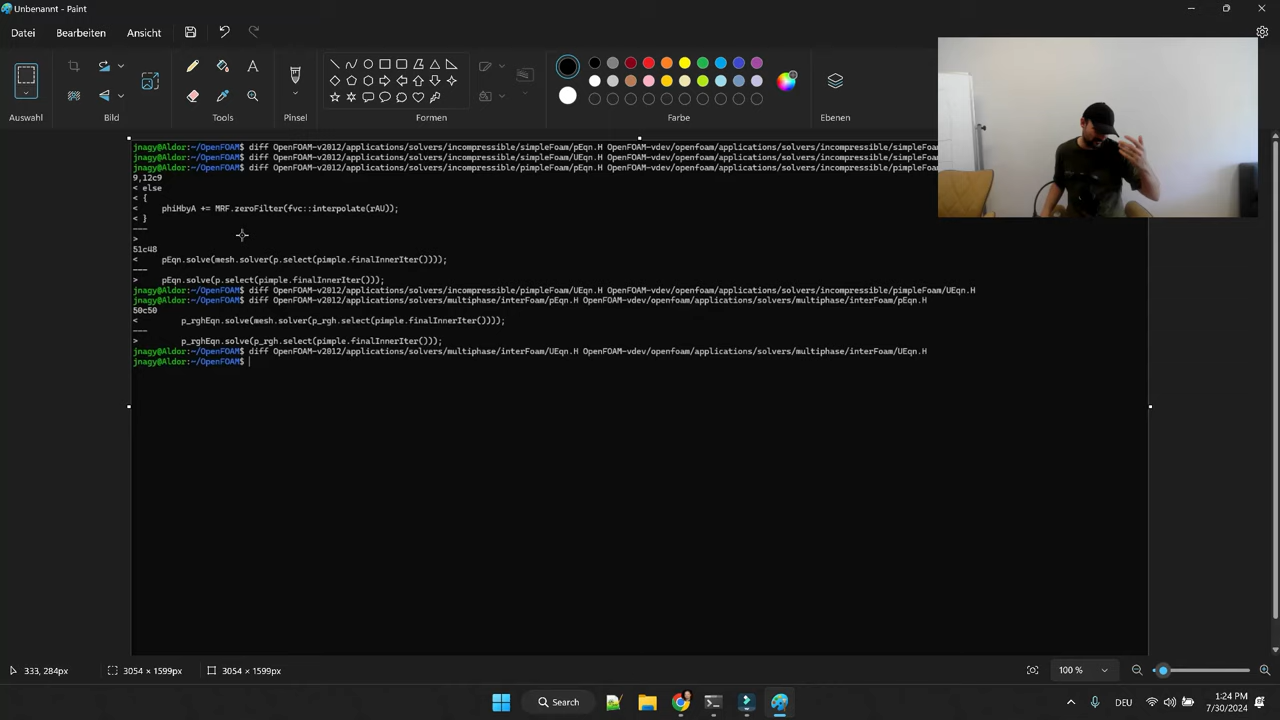 Unbenannt - Paint
Datei
Bearbeiten
Ansicht
Auswahl
Bild
Tools
Pinsel
Formen
Farbe
Ebenen
jnagy@Aldor:~/OpenFOAM$ diff OpenFOAM-v2012/applications/solvers/incompressible/simpleFoam/pEqn.H OpenFOAM-vdev/openfoam/applications/solvers/incompressible/simpleFoam
jnagy@Aldor:~/OpenFOAM$ diff OpenFOAM-v2012/applications/solvers/incompressible/simpleFoam/UEqn.H OpenFOAM-vdev/openfoam/applications/solvers/incompressible/simpleFoam
jnagy@Aldor:~/OpenFOAM$ diff OpenFOAM-v2012/applications/solvers/incompressible/pimpleFoam/pEqn.H OpenFOAM-vdev/openfoam/applications/solvers/incompressible/pimpleFoam
9,12c9
< else
< {
<     phiHbyA += MRF.zeroFilter(fvc::interpolate(rAU));
< }
---
>
51c48
<     pEqn.solve(mesh.solver(p.select(pimple.finalInnerIter())));
---
>     pEqn.solve(p.select(pimple.finalInnerIter()));
jnagy@Aldor:~/OpenFOAM$ diff OpenFOAM-v2012/applications/solvers/incompressible/pimpleFoam/UEqn.H OpenFOAM-vdev/openfoam/applications/solvers/incompressible/pimpleFoam/UEqn.H
jnagy@Aldor:~/OpenFOAM$ diff OpenFOAM-v2012/applications/solvers/multiphase/interFoam/pEqn.H OpenFOAM-vdev/openfoam/applications/solvers/multiphase/interFoam/pEqn.H
50c50
<         p_rghEqn.solve(mesh.solver(p_rgh.select(pimple.finalInnerIter())));
---
>         p_rghEqn.solve(p_rgh.select(pimple.finalInnerIter()));
jnagy@Aldor:~/OpenFOAM$ diff OpenFOAM-v2012/applications/solvers/multiphase/interFoam/UEqn.H OpenFOAM-vdev/openfoam/applications/solvers/multiphase/interFoam/UEqn.H
jnagy@Aldor:~/OpenFOAM$
333, 284px
3054 × 1599px
3054 × 1599px
100 %
Search
DEU
1:24 PM
7/30/2024